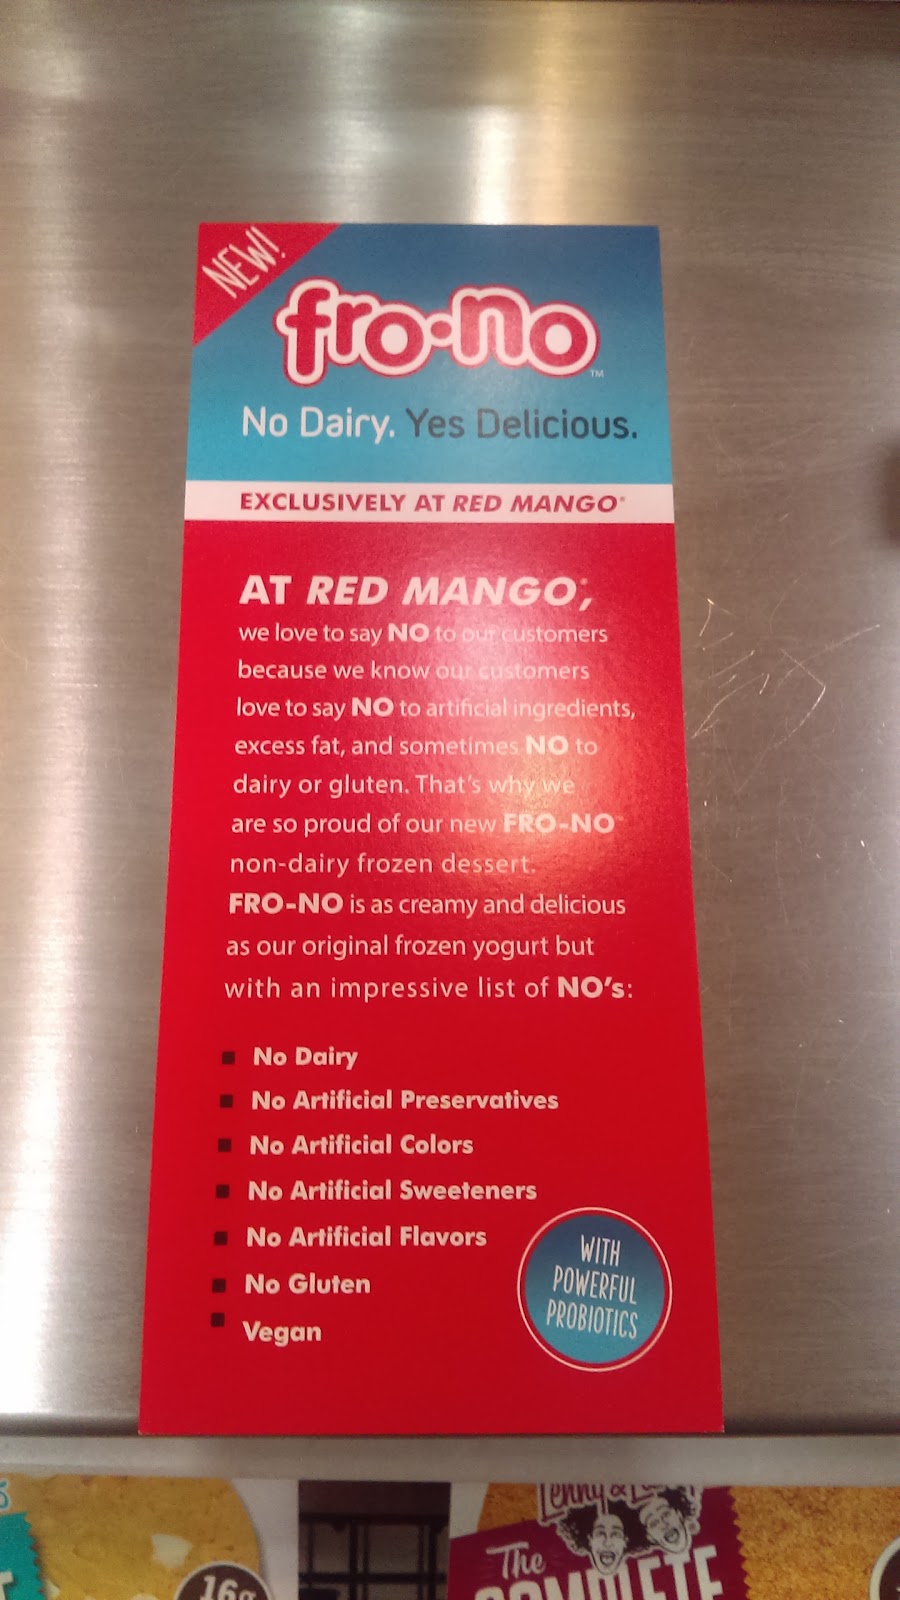 NEW!
fro·no™
No Dairy. Yes Delicious.
EXCLUSIVELY AT RED MANGO®
AT RED MANGO®,
we love to say NO to our customers
because we know our customers
love to say NO to artificial ingredients,
excess fat, and sometimes NO to
dairy or gluten. That's why we
are so proud of our new FRO-NO™
non-dairy frozen dessert.
FRO-NO is as creamy and delicious
as our original frozen yogurt but
with an impressive list of NO's:
■ No Dairy
■ No Artificial Preservatives
■ No Artificial Colors
■ No Artificial Sweeteners
■ No Artificial Flavors
■ No Gluten
■ Vegan
WITH
POWERFUL
PROBIOTICS
16g
Lenny &
The
COMPLETE